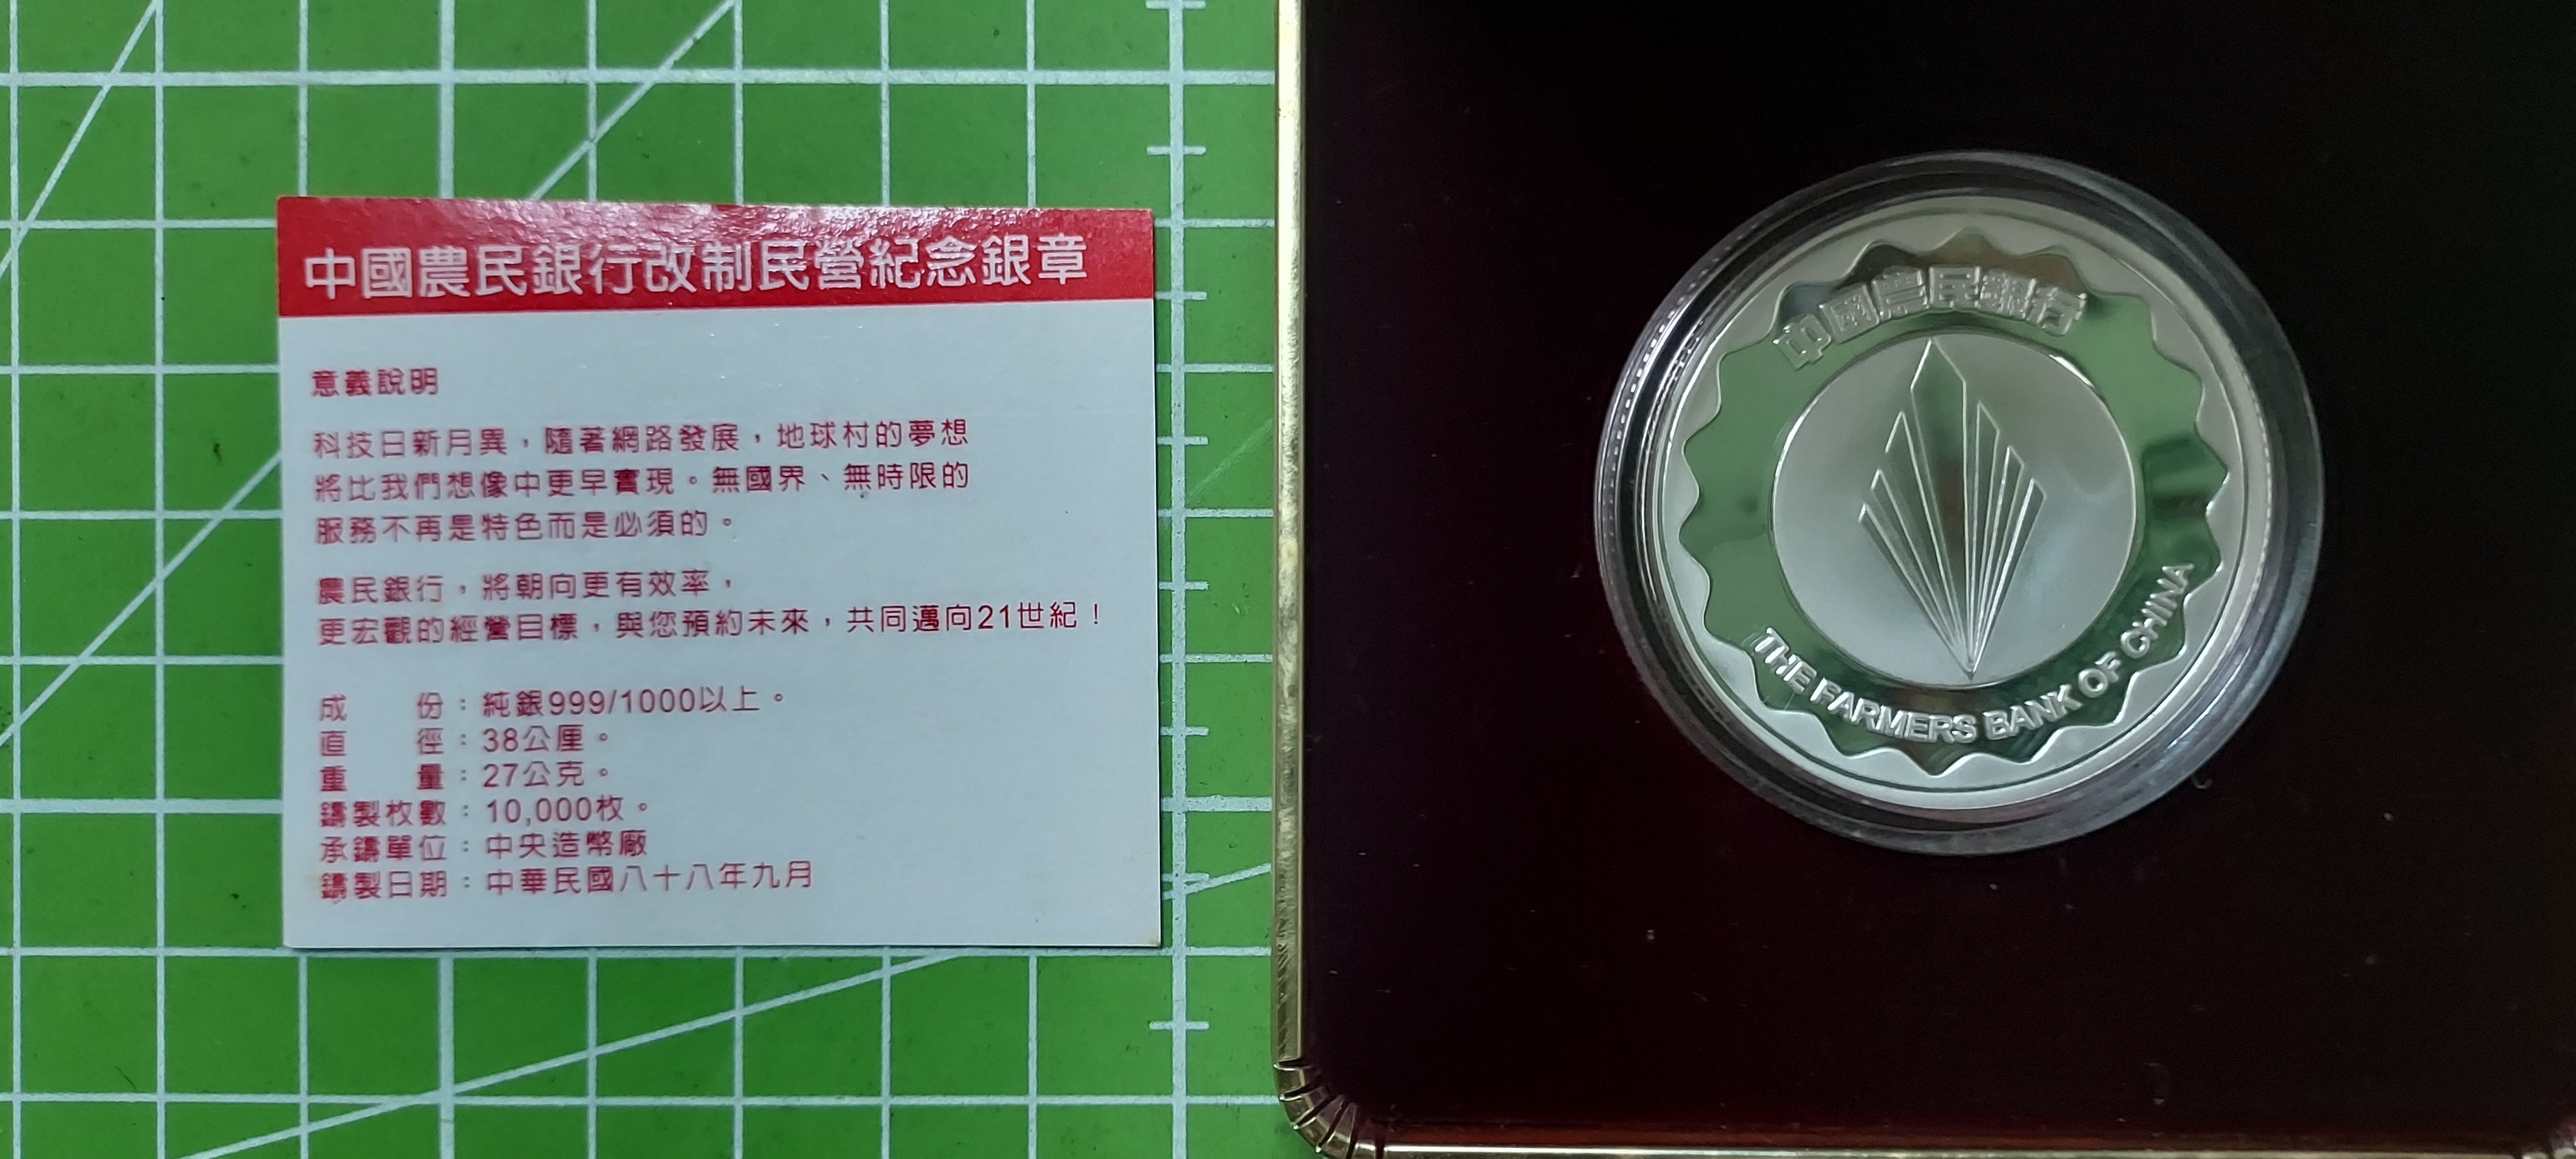 中國農民銀行改制民營紀念銀章
意義說明
科技日新月異，隨著網路發展，地球村的夢想
將比我們想像中更早實現。無國界、無時限的
服務不再是特色而是必須的。
農民銀行，將朝向更有效率，
更宏觀的經營目標，與您預約未來，共同邁向21世紀！
成　　份：純銀999/1000以上。
直　　徑：38公厘。
重　　量：27公克。
鑄製枚數：10,000枚。
承鑄單位：中央造幣廠
鑄製日期：中華民國八十八年九月
中國農民銀行
THE FARMERS BANK OF CHINA